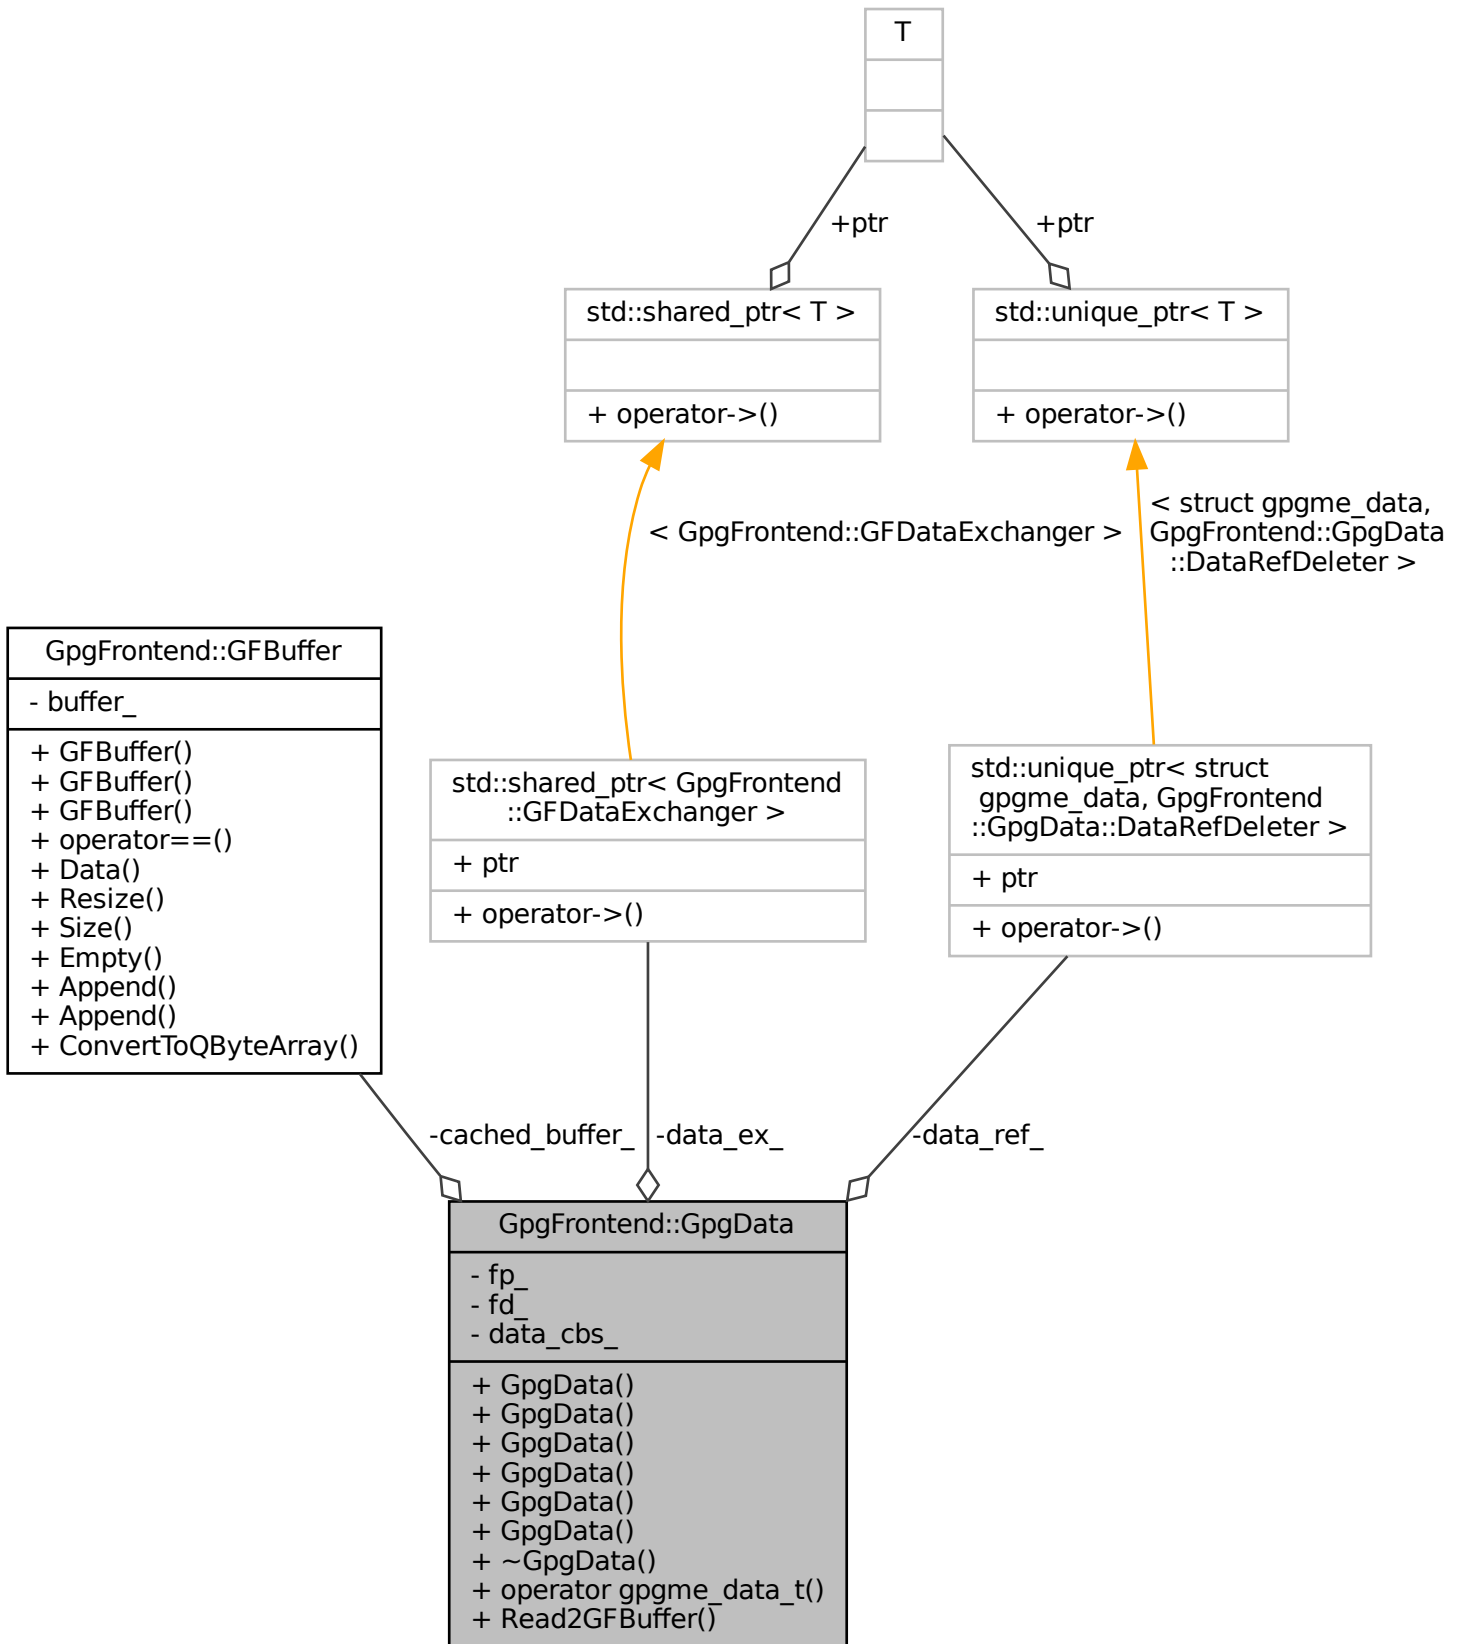 T
+ptr
+ptr
std::shared_ptr< T >
+ operator->()
std::unique_ptr< T >
+ operator->()
< GpgFrontend::GFDataExchanger >
< struct gpgme_data,
GpgFrontend::GpgData
::DataRefDeleter >
GpgFrontend::GFBuffer
- buffer_
+ GFBuffer()
+ GFBuffer()
+ GFBuffer()
+ operator==()
+ Data()
+ Resize()
+ Size()
+ Empty()
+ Append()
+ Append()
+ ConvertToQByteArray()
std::shared_ptr< GpgFrontend
::GFDataExchanger >
+ ptr
+ operator->()
std::unique_ptr< struct
gpgme_data, GpgFrontend
::GpgData::DataRefDeleter >
+ ptr
+ operator->()
-cached_buffer_
-data_ex_
-data_ref_
GpgFrontend::GpgData
- fp_
- fd_
- data_cbs_
+ GpgData()
+ GpgData()
+ GpgData()
+ GpgData()
+ GpgData()
+ GpgData()
+ ~GpgData()
+ operator gpgme_data_t()
+ Read2GFBuffer()